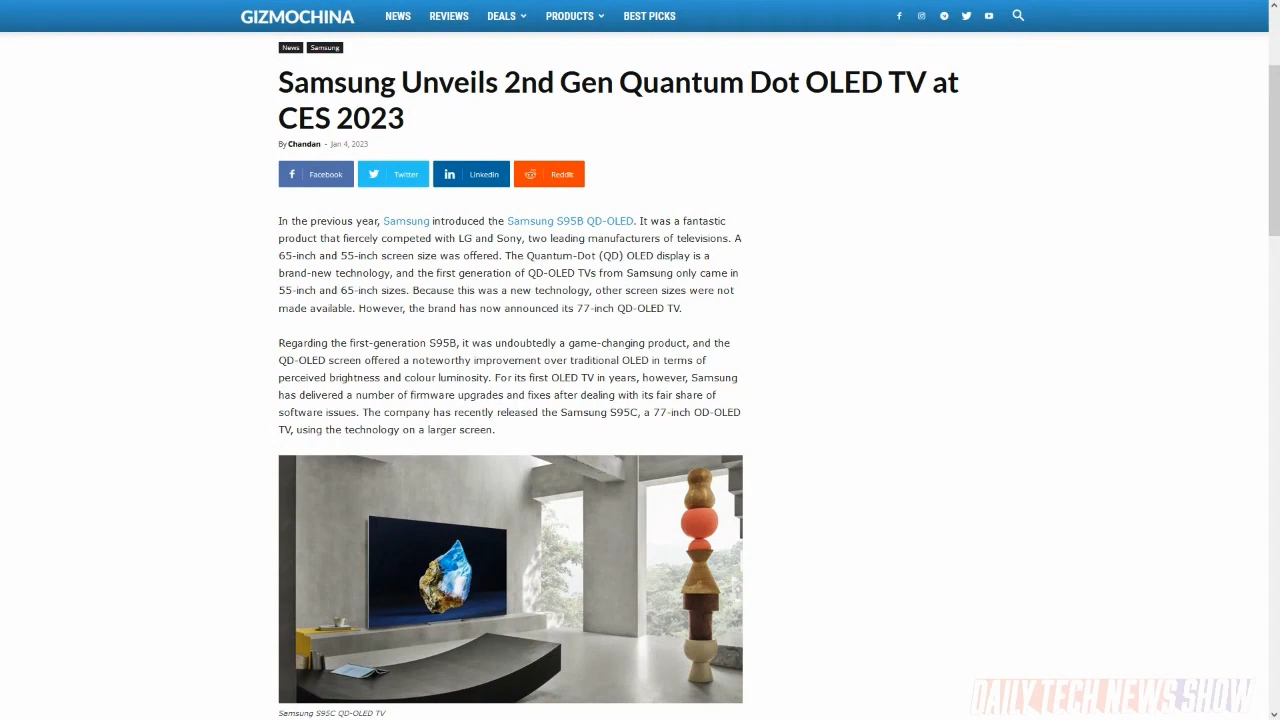 GIZMOCHINA NEWS REVIEWS DEALS PRODUCTS BEST PICKS
News Samsung
Samsung Unveils 2nd Gen Quantum Dot OLED TV at
CES 2023
By Chandan - Jan 4, 2023
Facebook Twitter Linkedin ReddIt
In the previous year, Samsung introduced the Samsung S95B QD-OLED. It was a fantastic
product that fiercely competed with LG and Sony, two leading manufacturers of televisions. A
65-inch and 55-inch screen size was offered. The Quantum-Dot (QD) OLED display is a
brand-new technology, and the first generation of QD-OLED TVs from Samsung only came in
55-inch and 65-inch sizes. Because this was a new technology, other screen sizes were not
made available. However, the brand has now announced its 77-inch QD-OLED TV.
Regarding the first-generation S95B, it was undoubtedly a game-changing product, and the
QD-OLED screen offered a noteworthy improvement over traditional OLED in terms of
perceived brightness and colour luminosity. For its first OLED TV in years, however, Samsung
has delivered a number of firmware upgrades and fixes after dealing with its fair share of
software issues. The company has recently released the Samsung S95C, a 77-inch OD-OLED
TV, using the technology on a larger screen.
Samsung S95C QD-OLED TV
DAILY TECH NEWS SHOW